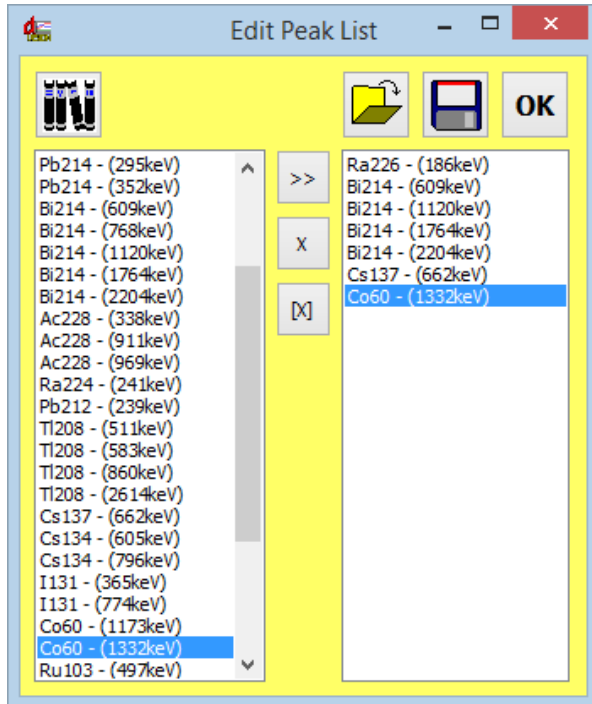 Edit Peak List
OK
Pb214 - (295keV)
Pb214 - (352keV)
Bi214 - (609keV)
Bi214 - (768keV)
Bi214 - (1120keV)
Bi214 - (1764keV)
Bi214 - (2204keV)
Ac228 - (338keV)
Ac228 - (911keV)
Ac228 - (969keV)
Ra224 - (241keV)
Pb212 - (239keV)
Tl208 - (511keV)
Tl208 - (583keV)
Tl208 - (860keV)
Tl208 - (2614keV)
Cs137 - (662keV)
Cs134 - (605keV)
Cs134 - (796keV)
I131 - (365keV)
I131 - (774keV)
Co60 - (1173keV)
Co60 - (1332keV)
Ru103 - (497keV)
>>
X
[X]
Ra226 - (186keV)
Bi214 - (609keV)
Bi214 - (1120keV)
Bi214 - (1764keV)
Bi214 - (2204keV)
Cs137 - (662keV)
Co60 - (1332keV)